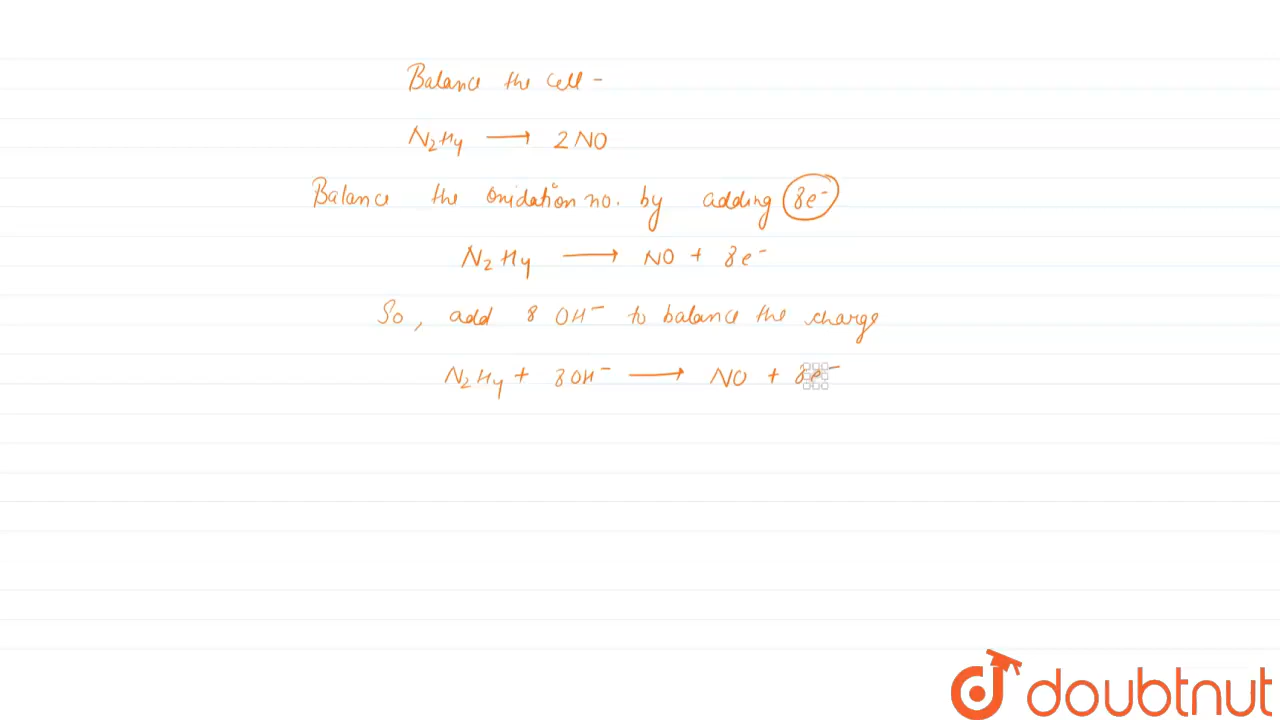 Balance the cell -
N₂H₄ → 2NO
Balance the oxidation no. by adding 8e⁻
N₂H₄ → NO + 8e⁻
So, add 8 OH⁻ to balance the charge
N₂H₄ + 8OH⁻ → NO + 8e⁻
doubtnut